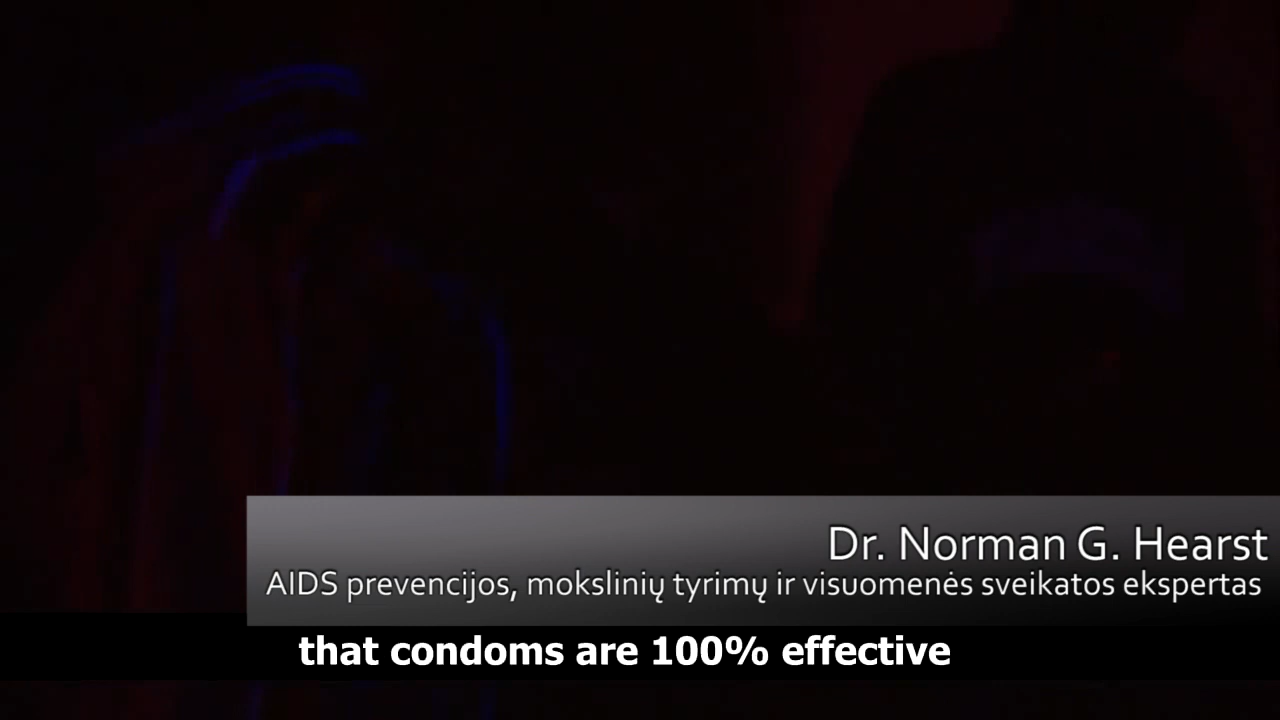 Dr. Norman G. Hearst
AIDS prevencijos, mokslinių tyrimų ir visuomenės sveikatos ekspertas
that condoms are 100% effective